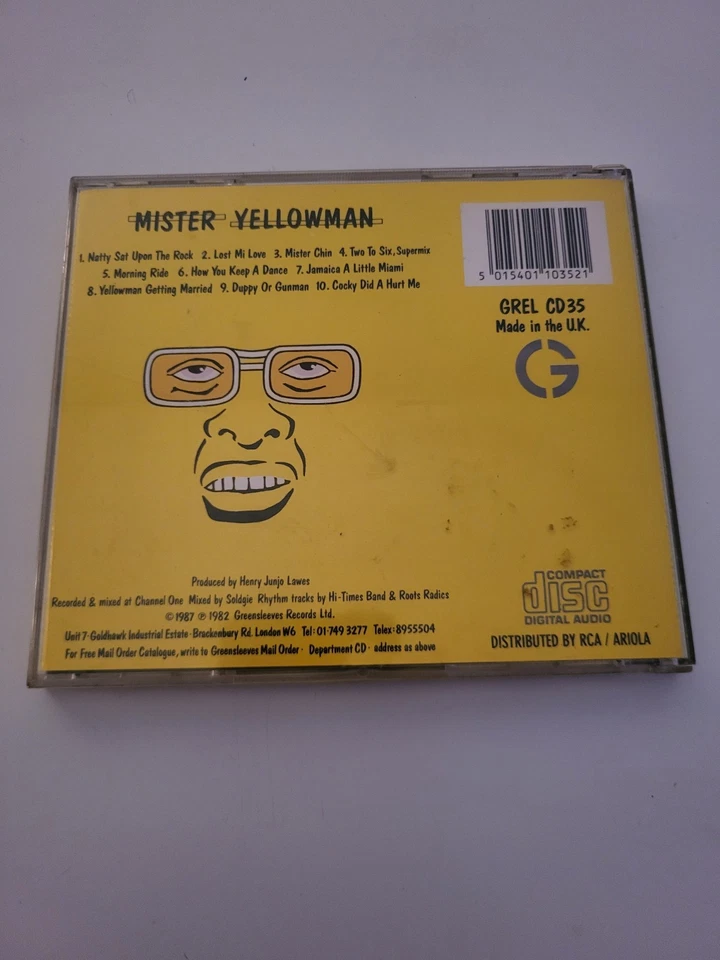 MISTER YELLOWMAN
1. Natty Sat Upon The Rock 2. Lost Mi Love 3. Mister Chin 4. Two To Six, Supermix
5. Morning Ride 6. How You Keep A Dance 7. Jamaica A Little Miami
8. Yellowman Getting Married 9. Duppy Or Gunman 10. Cocky Did A Hurt Me
5 015401 103521
GREL CD35
Made in the U.K.
G
Produced by Henry Junjo Lawes
Recorded & mixed at Channel One Mixed by Soldgie Rhythm tracks by Hi-Times Band & Roots Radics
©1987 ℗1982 Greensleeves Records Ltd.
Unit 7·Goldhawk Industrial Estate·Brackenbury Rd. London W6 Tel: 01·749 3277 Telex: 8955504
For Free Mail Order Catalogue, write to Greensleeves Mail Order· Department CD· address as above
COMPACT
disc
DIGITAL AUDIO
DISTRIBUTED BY RCA / ARIOLA